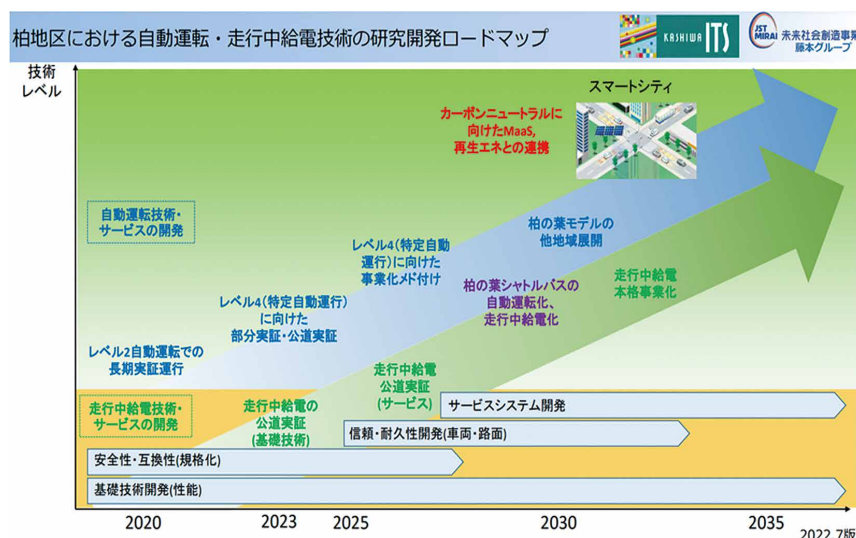 柏地区における自動運転・走行中給電技術の研究開発ロードマップ
KASHIWA ITS
JST
MIRAI
未来社会創造事業
藤本グループ
技術
レベル
スマートシティ
カーボンニュートラルに
向けたMaaS,
再生エネとの連携
自動運転技術・
サービスの開発
柏の葉モデルの
他地域展開
レベル4(特定自動
運行)に向けた
事業化メド付け
走行中給電
本格事業化
柏の葉シャトルバスの
自動運転化、
走行中給電化
レベル4(特定自動運行)
に向けた
部分実証・公道実証
レベル2自動運転での
長期実証運行
走行中給電
公道実証
(サービス)
走行中給電技術・
サービスの開発
走行中給電の
公道実証
(基礎技術)
サービスシステム開発
信頼・耐久性開発(車両・路面)
安全性・互換性(規格化)
基礎技術開発(性能)
2020
2023
2025
2030
2035
2022.7版